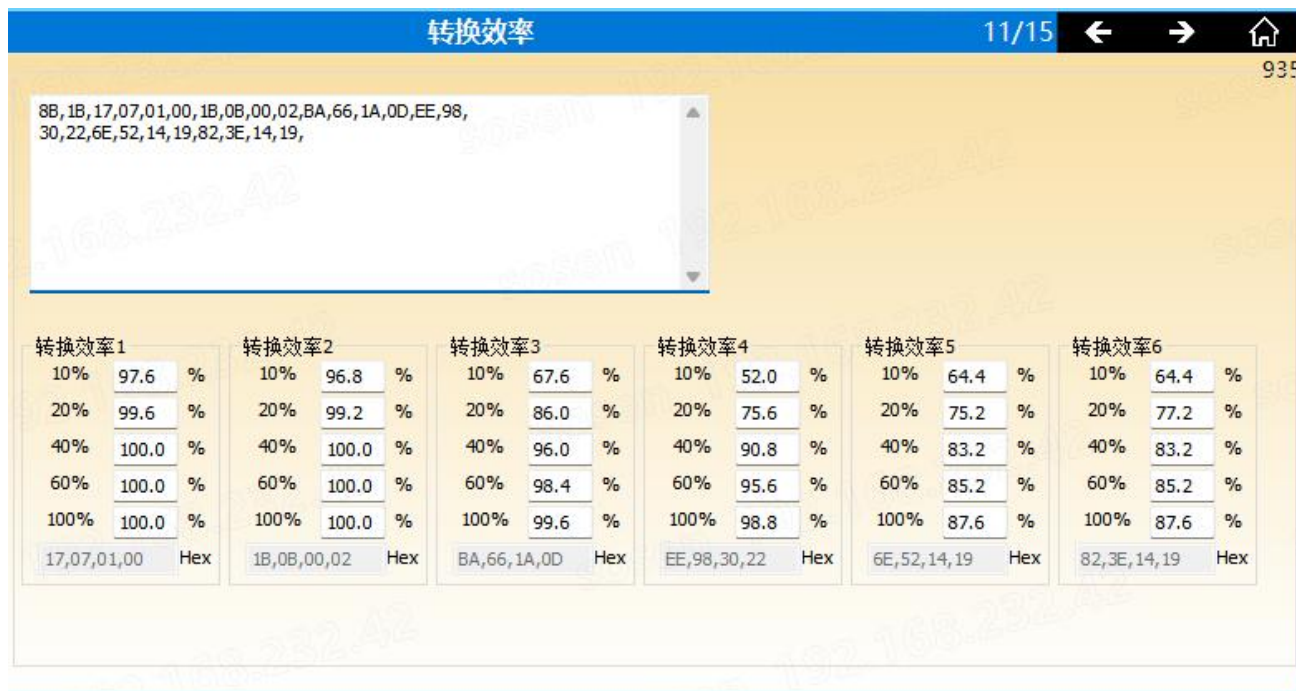 转换效率 11/15
935
8B,1B,17,07,01,00,1B,0B,00,02,BA,66,1A,0D,EE,98,
30,22,6E,52,14,19,82,3E,14,19,
转换效率1 转换效率2 转换效率3 转换效率4 转换效率5 转换效率6
10% 97.6 % 10% 96.8 % 10% 67.6 % 10% 52.0 % 10% 64.4 % 10% 64.4 %
20% 99.6 % 20% 99.2 % 20% 86.0 % 20% 75.6 % 20% 75.2 % 20% 77.2 %
40% 100.0 % 40% 100.0 % 40% 96.0 % 40% 90.8 % 40% 83.2 % 40% 83.2 %
60% 100.0 % 60% 100.0 % 60% 98.4 % 60% 95.6 % 60% 85.2 % 60% 85.2 %
100% 100.0 % 100% 100.0 % 100% 99.6 % 100% 98.8 % 100% 87.6 % 100% 87.6 %
17,07,01,00 Hex 1B,0B,00,02 Hex BA,66,1A,0D Hex EE,98,30,22 Hex 6E,52,14,19 Hex 82,3E,14,19 Hex